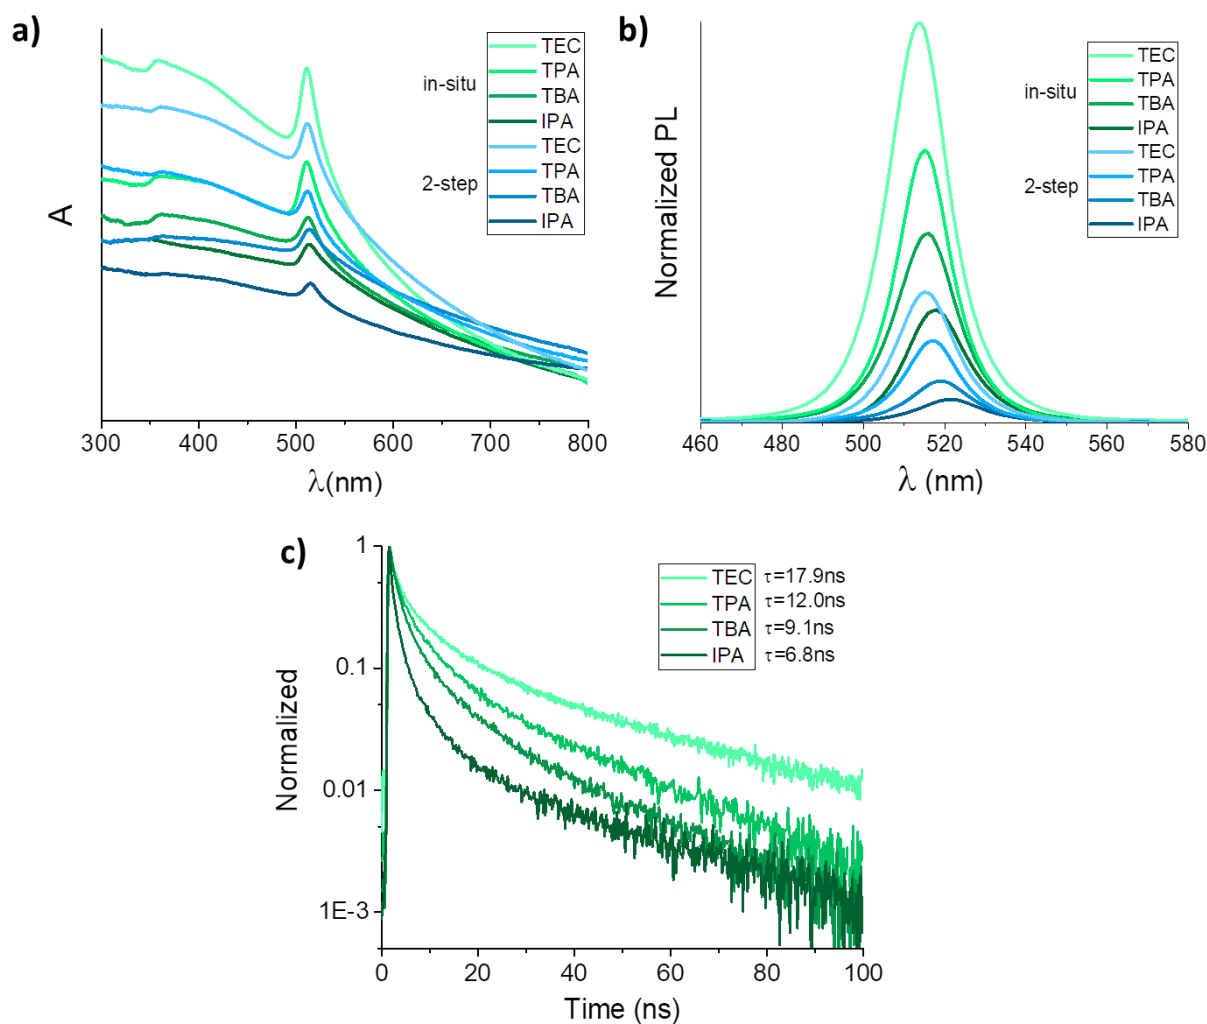 a)
TEC
TPA
in-situ
TBA
IPA
TEC
TPA
2-step
TBA
IPA
A
300 400 500 600 700 800
λ(nm)
b)
TEC
TPA
in-situ
TBA
IPA
TEC
TPA
2-step
TBA
IPA
Normalized PL
460 480 500 520 540 560 580
λ (nm)
c)
TEC τ=17.9ns
TPA τ=12.0ns
TBA τ=9.1ns
IPA τ=6.8ns
Normalized
1
0.1
0.01
1E-3
0 20 40 60 80 100
Time (ns)